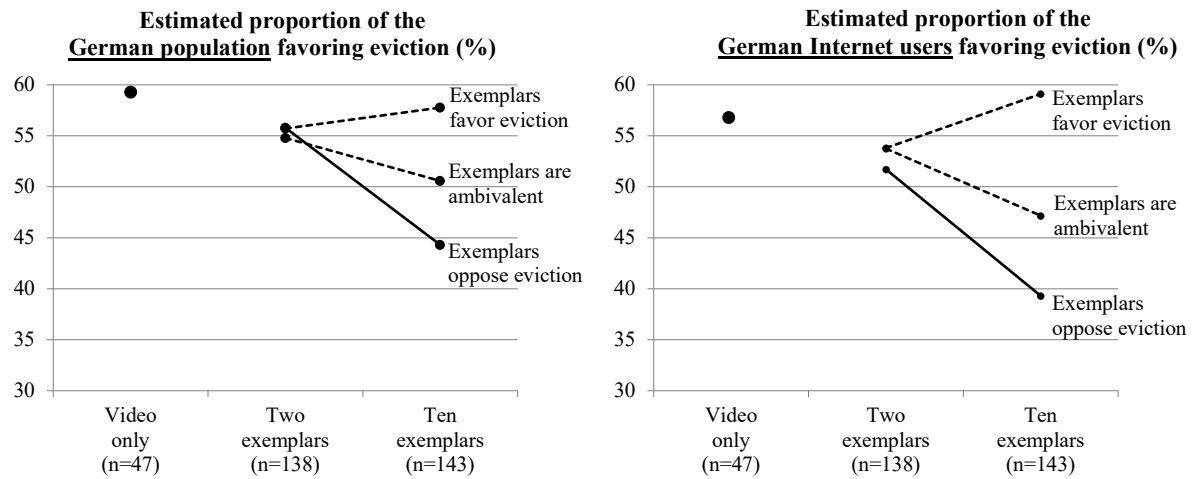 Estimated proportion of the
German population favoring eviction (%)
60
55
50
45
40
35
30
Exemplars
favor eviction
Exemplars are
ambivalent
Exemplars
oppose eviction
Video
only
(n=47)
Two
exemplars
(n=138)
Ten
exemplars
(n=143)
Estimated proportion of the
German Internet users favoring eviction (%)
60
55
50
45
40
35
30
Exemplars
favor eviction
Exemplars are
ambivalent
Exemplars
oppose eviction
Video
only
(n=47)
Two
exemplars
(n=138)
Ten
exemplars
(n=143)